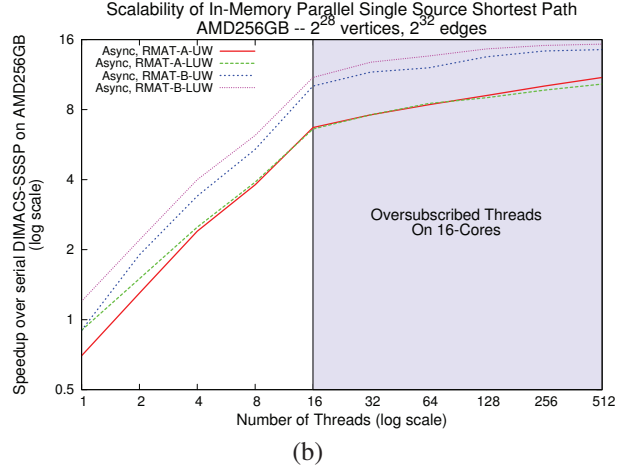 Scalability of In-Memory Parallel Single Source Shortest Path
AMD256GB -- 2^28 vertices, 2^32 edges
Speedup over serial DIMACS-SSSP on AMD256GB
(log scale)
16
8
4
2
1
0.5
Async, RMAT-A-UW
Async, RMAT-A-LUW
Async, RMAT-B-UW
Async, RMAT-B-LUW
Oversubscribed Threads
On 16-Cores
1 2 4 8 16 32 64 128 256 512
Number of Threads (log scale)
(b)